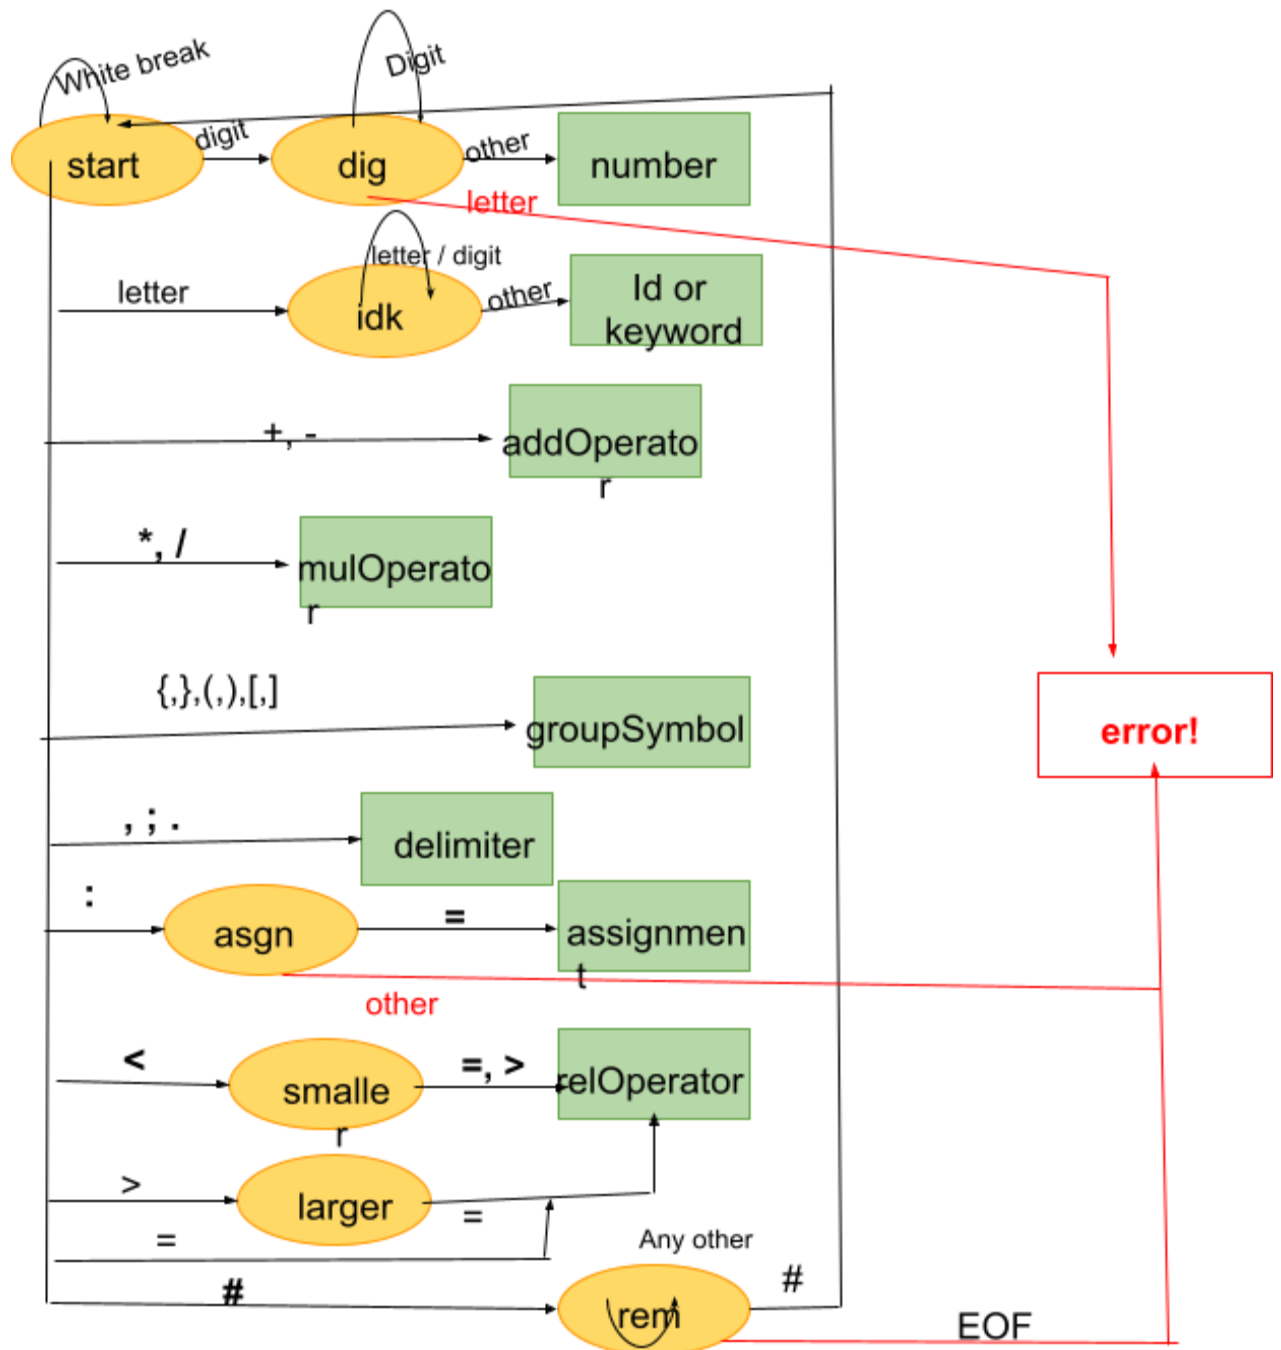 White break
Digit
start
digit
dig
other
number
letter
letter / digit
letter
idk
other
Id or
keyword
+, -
addOperato
r
*, /
mulOperato
r
{,},(,),[,]
groupSymbol
error!
, ; .
delimiter
:
asgn
=
assignmen
t
other
<
smalle
r
=, >
relOperator
>
larger
=
=
Any other
#
rem
#
EOF